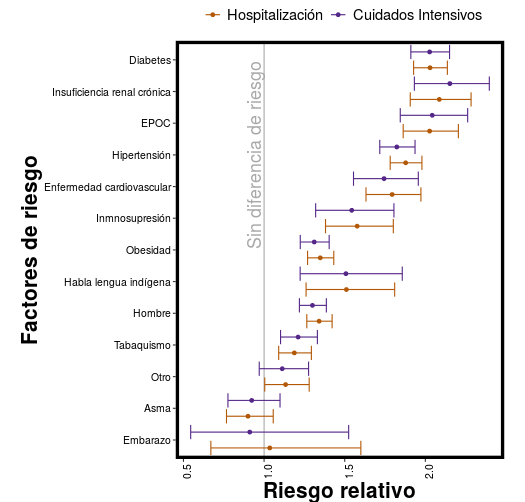 Hospitalización Cuidados Intensivos
Factores de riesgo
Diabetes
Insuficiencia renal crónica
EPOC
Hipertensión
Enfermedad cardiovascular
Inmnosupresión
Obesidad
Habla lengua indígena
Hombre
Tabaquismo
Otro
Asma
Embarazo
Sin diferencia de riesgo
0.5 1.0 1.5 2.0
Riesgo relativo